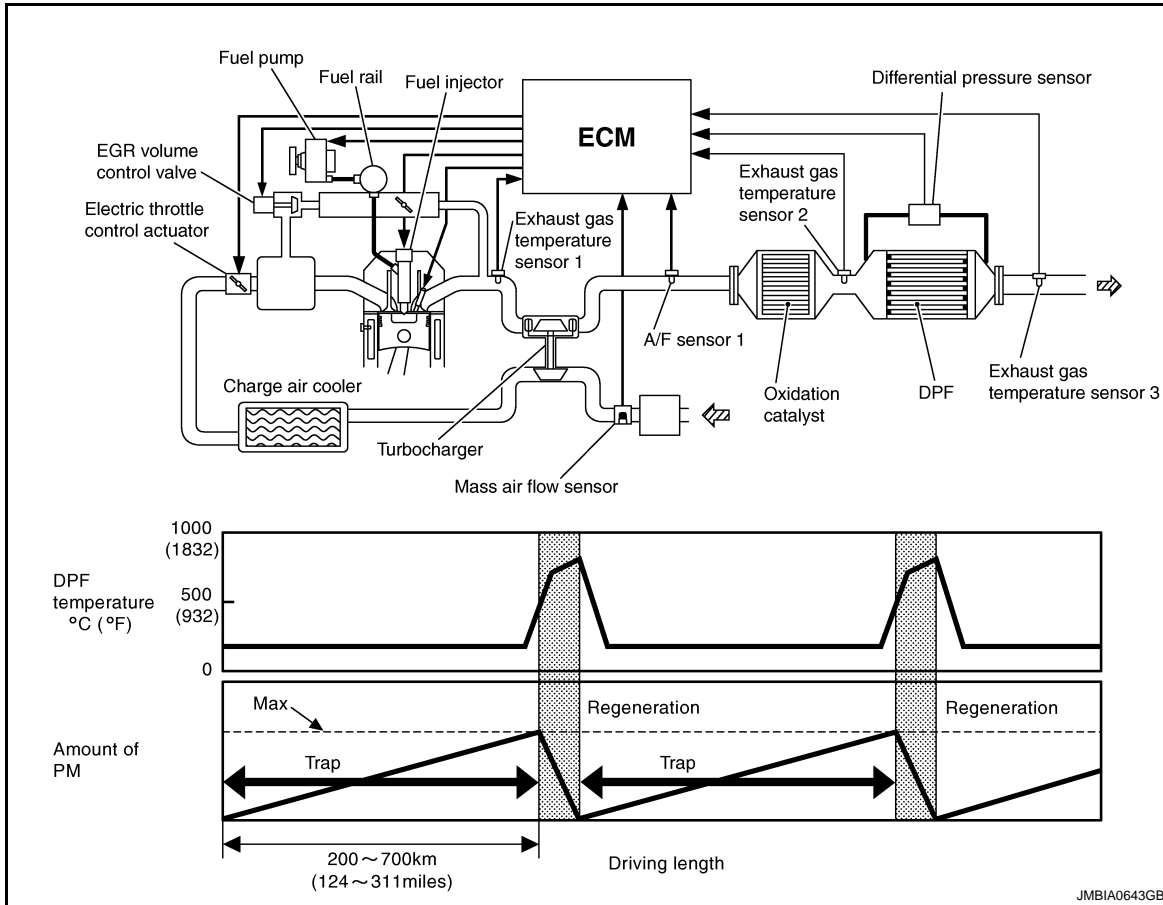 Fuel pump
Fuel rail
Fuel injector
Differential pressure sensor
ECM
EGR volume
control valve
Electric throttle
control actuator
Exhaust gas
temperature
sensor 1
Exhaust gas
temperature
sensor 2
A/F sensor 1
Oxidation
catalyst
DPF
Exhaust gas
temperature sensor 3
Charge air cooler
Turbocharger
Mass air flow sensor
1000
(1832)
DPF
temperature
°C (°F)
500
(932)
0
Max
Regeneration
Regeneration
Amount of
PM
Trap
Trap
200～700km
(124～311miles)
Driving length
JMBIA0643GB